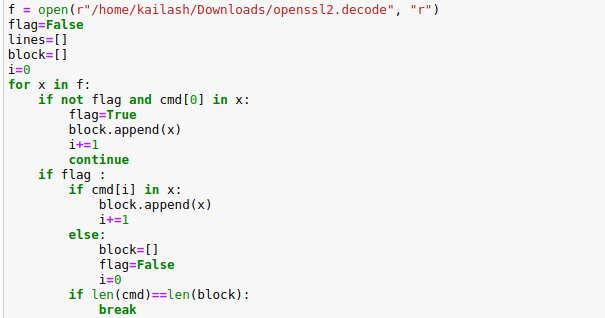 f = open(r"/home/kailash/Downloads/openssl2.decode", "r")
flag=False
lines=[]
block=[]
i=0
for x in f:
    if not flag and cmd[0] in x:
        flag=True
        block.append(x)
        i+=1
        continue
    if flag :
        if cmd[i] in x:
            block.append(x)
            i+=1
        else:
            block=[]
            flag=False
            i=0
        if len(cmd)==len(block):
            break